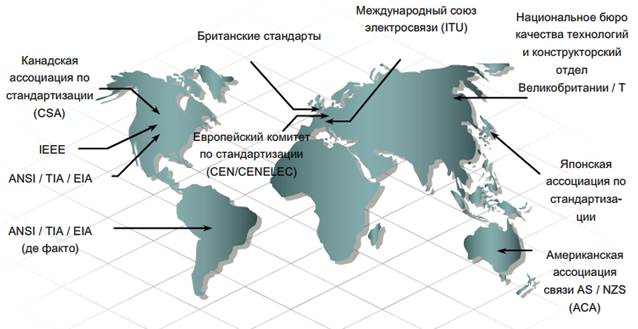 Международный союз
электросвязи (ITU)
Национальное бюро
качества технологий
и конструкторский
отдел
Великобритании / Т
Британские стандарты
Канадская
ассоциация по
стандартизации
(CSA)
IEEE
ANSI / TIA / EIA
Европейский комитет
по стандартизации
(CEN/CENELEC)
Японская
ассоциация по
стандартиза-
ции
ANSI / TIA / EIA
(де факто)
Американская
ассоциация
связи AS / NZS
(ACA)